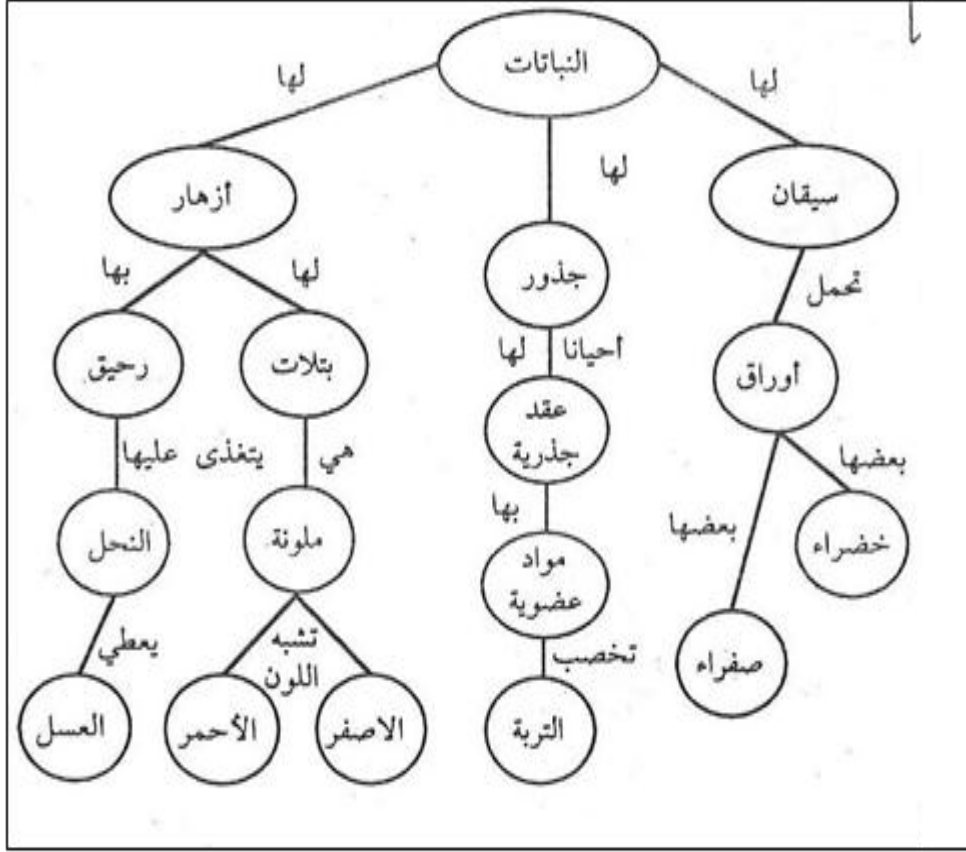 النباتات
لها
لها
لها
سيقان
جذور
أزهار
تحمل
أحيانا لها
لها
بها
أوراق
عقد
جذرية
بتلات
رحيق
بعضها
بعضها
بها
هي
يتغذى عليها
خضراء
صفراء
مواد
عضوية
ملونة
النحل
تخصب
تشبه
اللون
يعطي
التربة
الاصفر
الأحمر
العسل